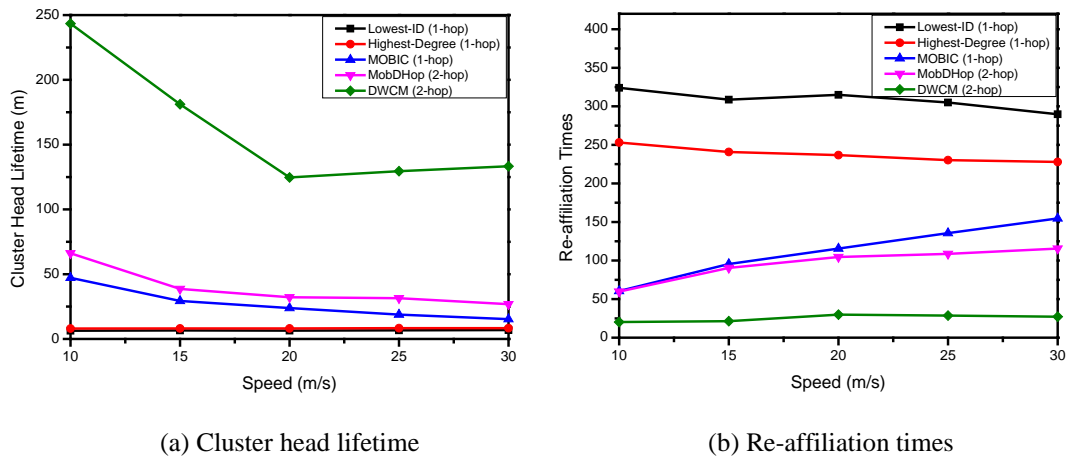 250
200
150
100
50
0
Cluster Head Lifetime (m)
Lowest-ID (1-hop)
Highest-Degree (1-hop)
MOBIC (1-hop)
MobDHop (2-hop)
DWCM (2-hop)
10 15 20 25 30
Speed (m/s)
(a) Cluster head lifetime
400
350
300
250
200
150
100
50
0
Re-affiliation Times
Lowest-ID (1-hop)
Highest-Degree (1-hop)
MOBIC (1-hop)
MobDHop (2-hop)
DWCM (2-hop)
10 15 20 25 30
Speed (m/s)
(b) Re-affiliation times